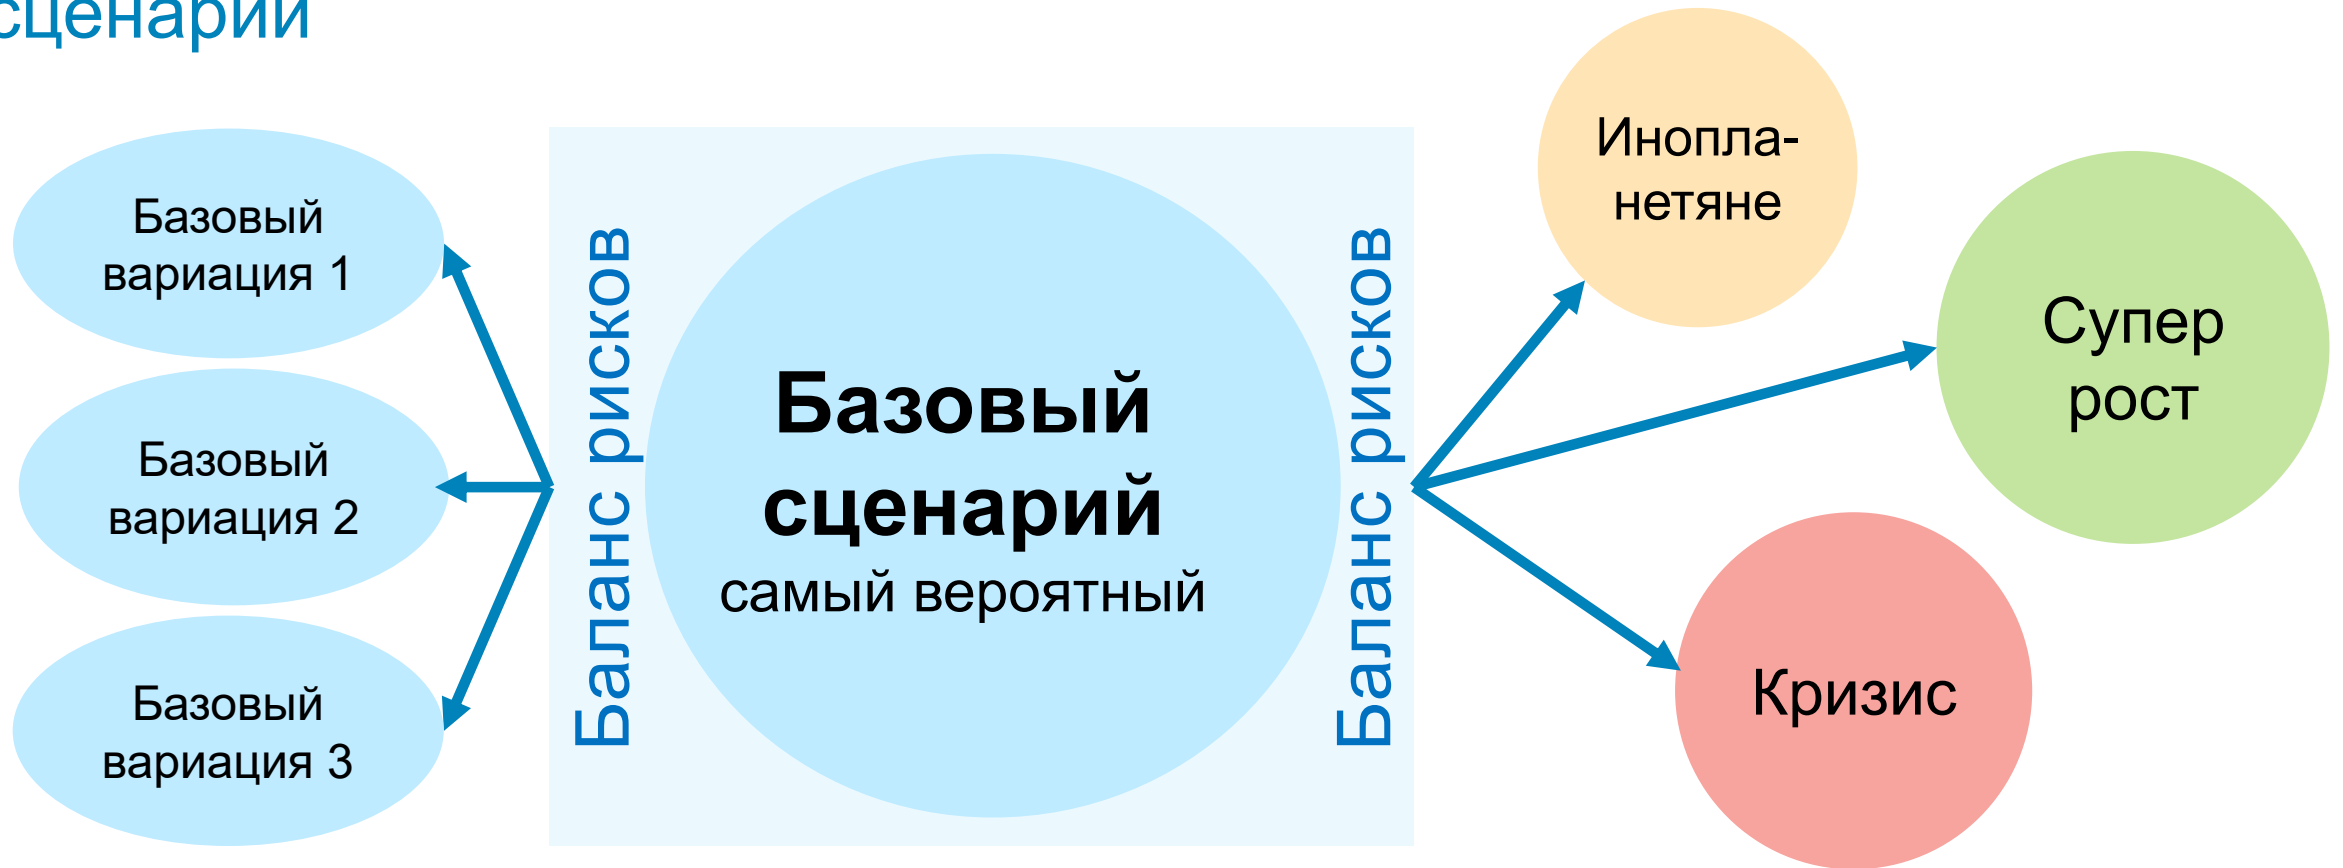 сценарии
Базовый
вариация 1
Базовый
вариация 2
Базовый
вариация 3
Баланс рисков
Базовый
сценарий
самый вероятный
Баланс рисков
Инопла-
нетяне
Супер
рост
Кризис